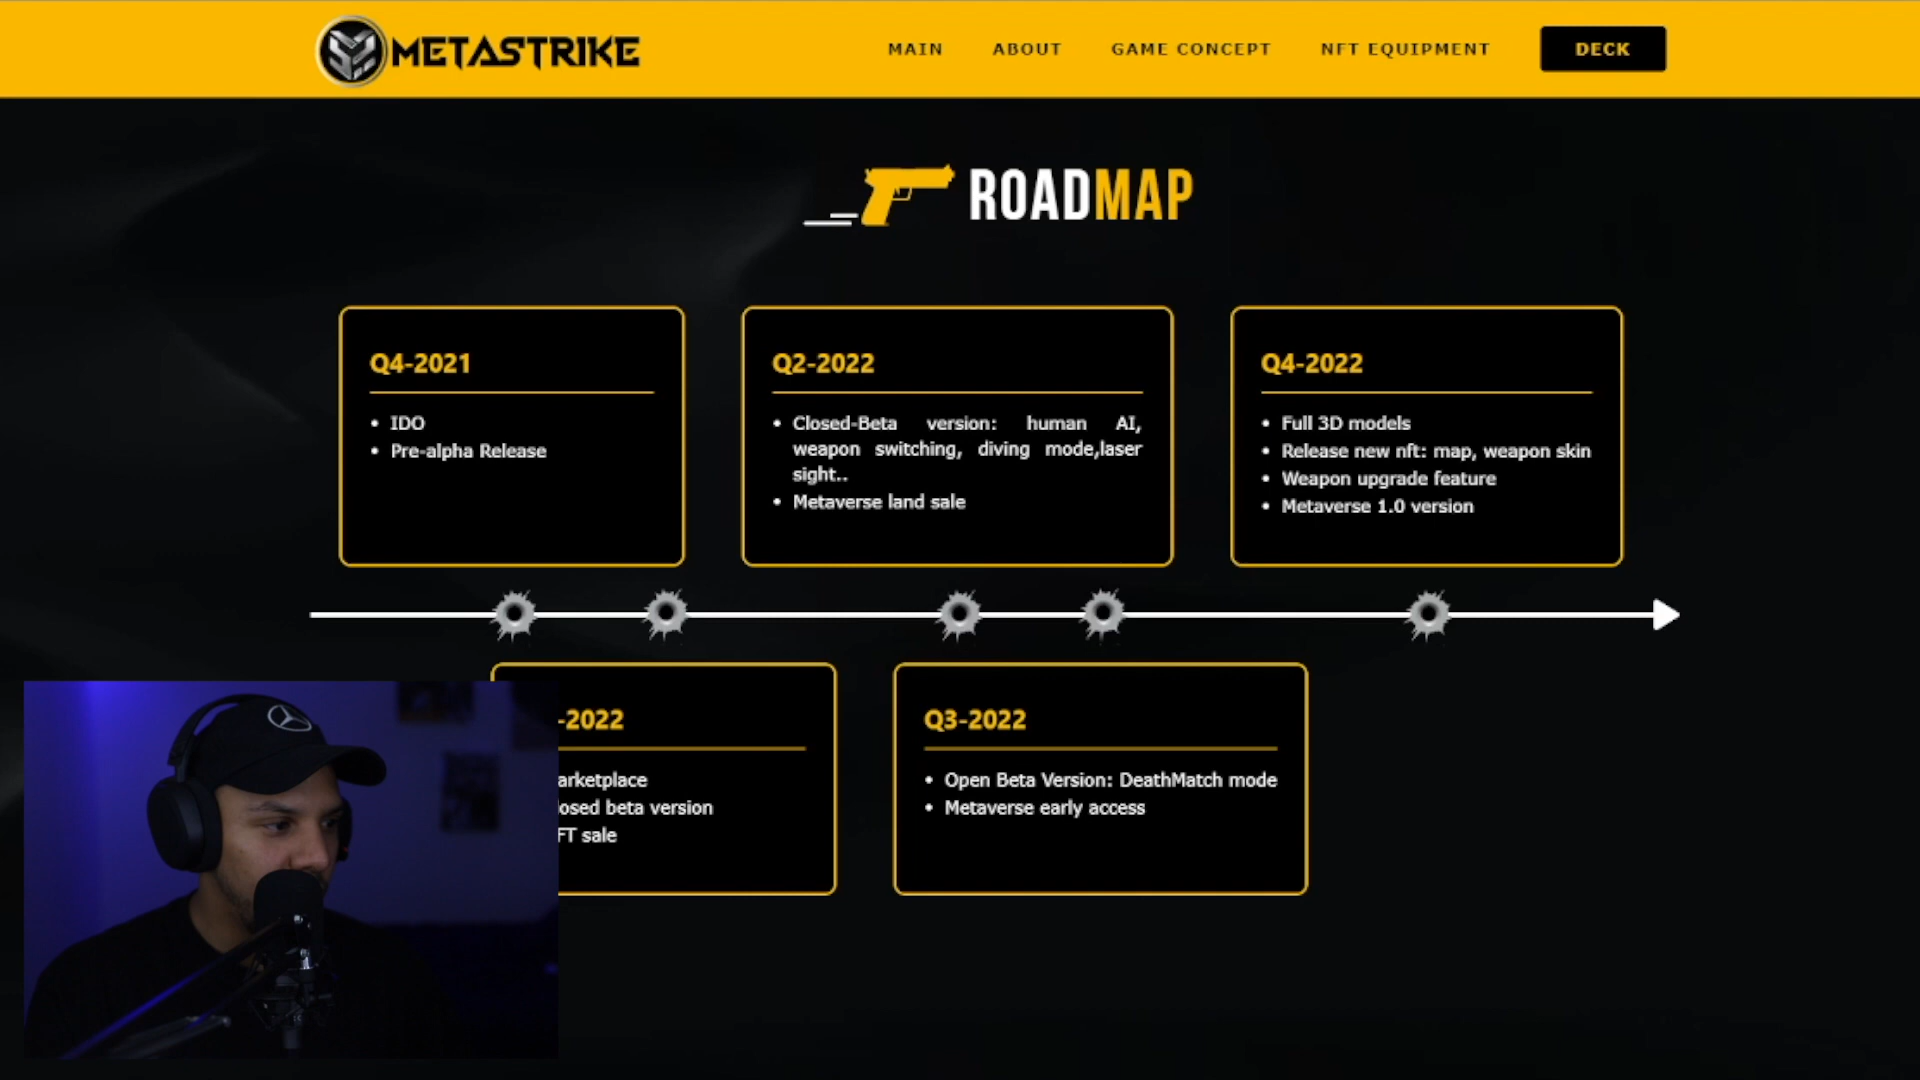 METASTRIKE
MAIN
ABOUT
GAME CONCEPT
NFT EQUIPMENT
DECK
ROADMAP
Q4-2021
• IDO
• Pre-alpha Release
Q2-2022
• Closed-Beta version: human AI,
weapon switching, diving mode,laser
sight..
• Metaverse land sale
Q4-2022
• Full 3D models
• Release new nft: map, weapon skin
• Weapon upgrade feature
• Metaverse 1.0 version
-2022
arketplace
losed beta version
FT sale
Q3-2022
• Open Beta Version: DeathMatch mode
• Metaverse early access